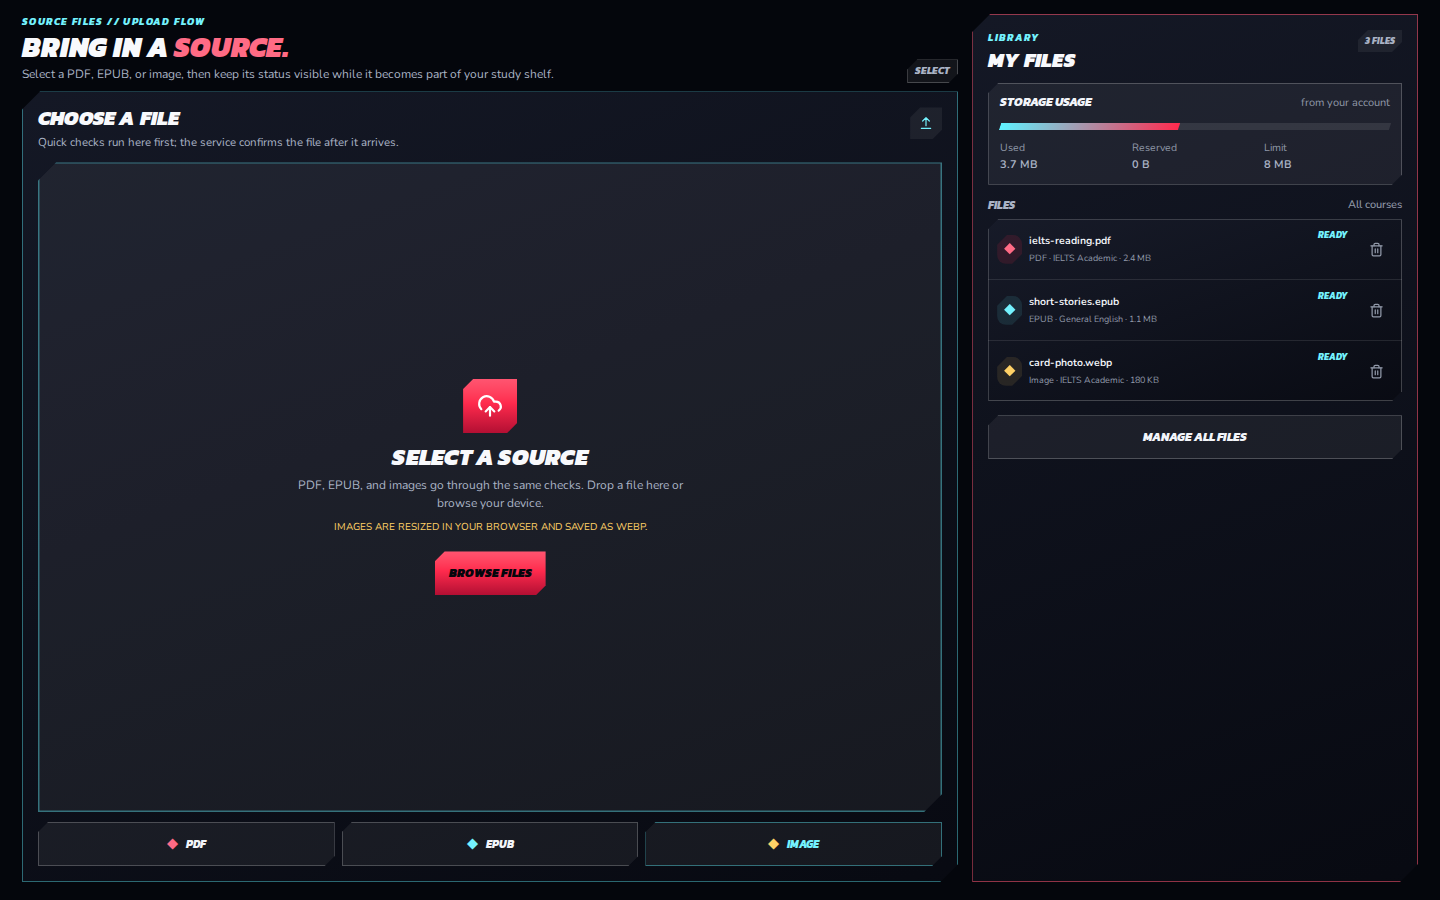 SOURCE FILES // UPLOAD FLOW
BRING IN A SOURCE.
Select a PDF, EPUB, or image, then keep its status visible while it becomes part of your study shelf.
SELECT
CHOOSE A FILE
Quick checks run here first; the service confirms the file after it arrives.
SELECT A SOURCE
PDF, EPUB, and images go through the same checks. Drop a file here or
browse your device.
IMAGES ARE RESIZED IN YOUR BROWSER AND SAVED AS WEBP.
BROWSE FILES
PDF
EPUB
IMAGE
LIBRARY
3 FILES
MY FILES
STORAGE USAGE
from your account
Used
Reserved
Limit
3.7 MB
0 B
8 MB
FILES
All courses
ielts-reading.pdf
READY
PDF · IELTS Academic · 2.4 MB
short-stories.epub
READY
EPUB · General English · 1.1 MB
card-photo.webp
READY
Image · IELTS Academic · 180 KB
MANAGE ALL FILES